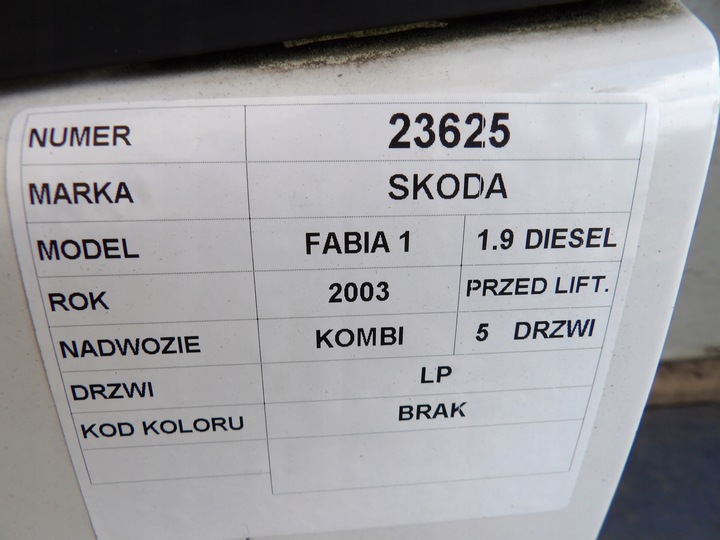 NUMER 23625
MARKA SKODA
MODEL FABIA 1 1.9 DIESEL
ROK 2003 PRZED LIFT.
NADWOZIE KOMBI 5 DRZWI
DRZWI LP
KOD KOLORU BRAK